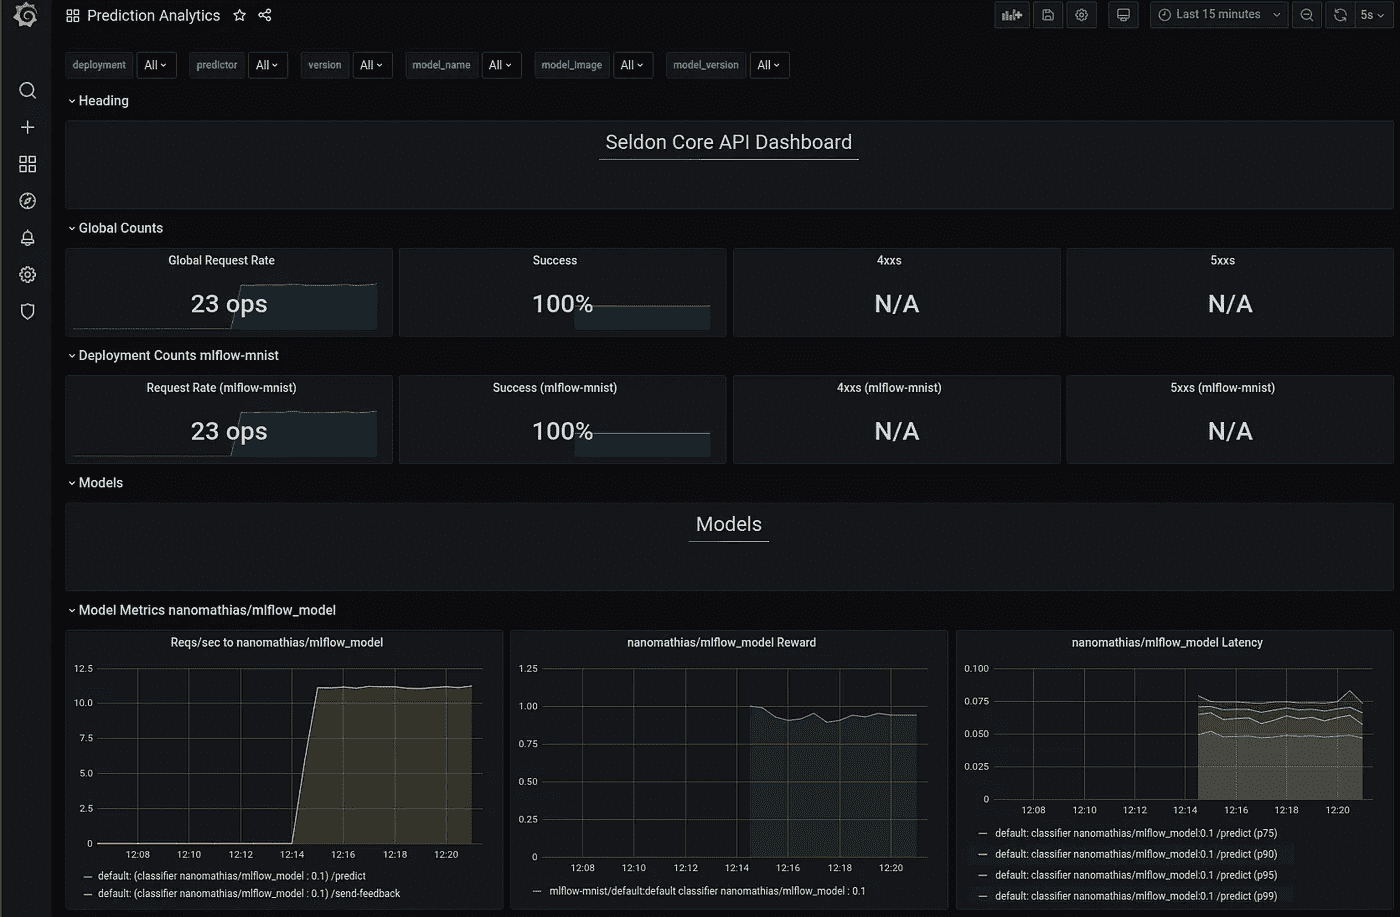 Prediction Analytics
Last 15 minutes
5s
deployment All predictor All version All model_name All model_image All model_version All
Heading
Seldon Core API Dashboard
Global Counts
Global Request Rate
23 ops
Success
100%
4xxs
N/A
5xxs
N/A
Deployment Counts mlflow-mnist
Request Rate (mlflow-mnist)
23 ops
Success (mlflow-mnist)
100%
4xxs (mlflow-mnist)
N/A
5xxs (mlflow-mnist)
N/A
Models
Models
Model Metrics nanomathias/mlflow_model
Reqs/sec to nanomathias/mlflow_model
12.5
10.0
7.5
5.0
2.5
0
12:08 12:10 12:12 12:14 12:16 12:18 12:20
default: (classifier nanomathias/mlflow_model : 0.1) /predict
default: (classifier nanomathias/mlflow_model : 0.1) /send-feedback
nanomathias/mlflow_model Reward
1.25
1.00
0.75
0.50
0.25
0
12:08 12:10 12:12 12:14 12:16 12:18 12:20
mlflow-mnist/default:default classifier nanomathias/mlflow_model : 0.1
nanomathias/mlflow_model Latency
0.100
0.075
0.050
0.025
0
12:08 12:10 12:12 12:14 12:16 12:18 12:20
default: classifier nanomathias/mlflow_model:0.1 /predict (p75)
default: classifier nanomathias/mlflow_model:0.1 /predict (p90)
default: classifier nanomathias/mlflow_model:0.1 /predict (p95)
default: classifier nanomathias/mlflow_model:0.1 /predict (p99)